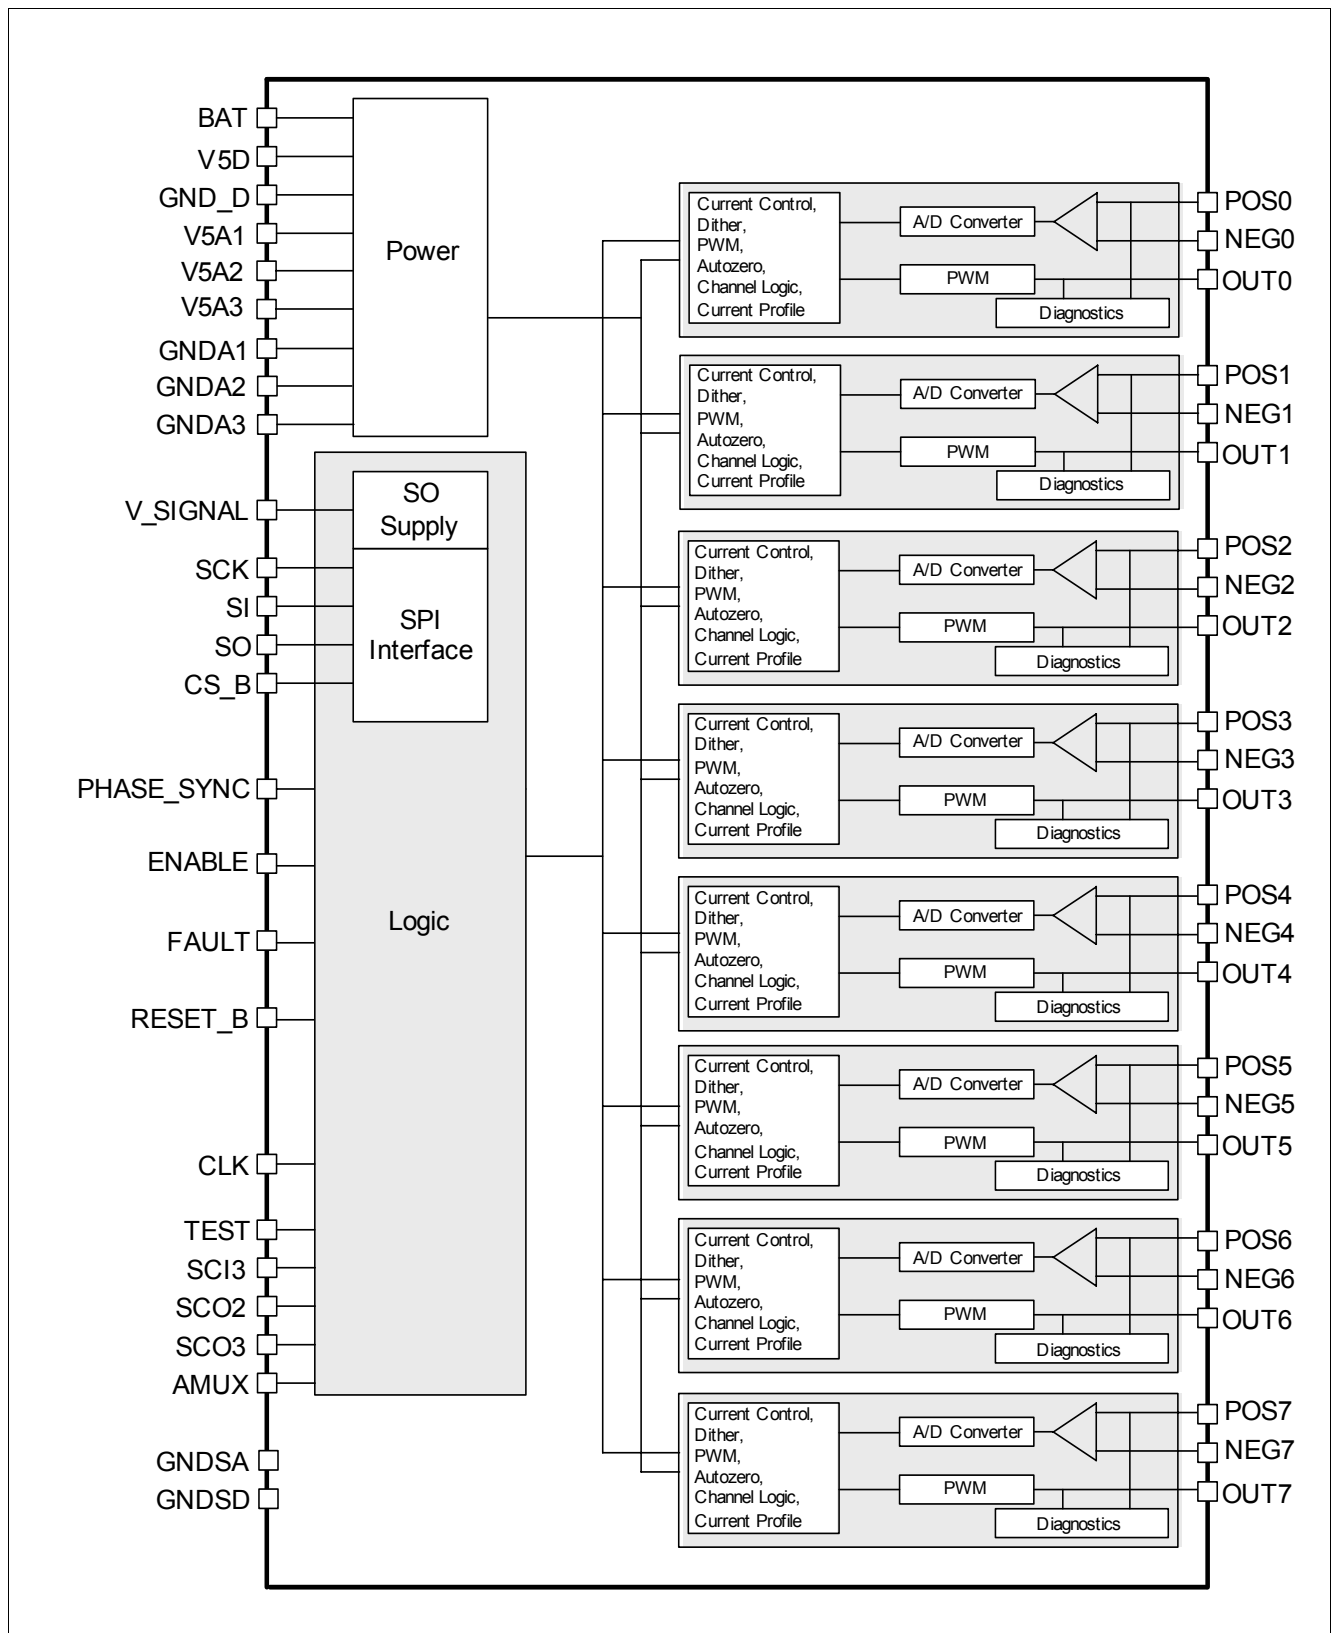 BAT
V5D
GND_D
V5A1
V5A2
V5A3
GNDA1
GNDA2
GNDA3
Power
V_SIGNAL
SCK
SI
SO
CS_B
SO
Supply
SPI
Interface
PHASE_SYNC
ENABLE
FAULT
RESET_B
CLK
TEST
SCI3
SCO2
SCO3
AMUX
Logic
GNDSA
GNDSD
Current Control,
Dither,
PWM,
Autozero,
Channel Logic,
Current Profile
A/D Converter
PWM
Diagnostics
POS0
NEG0
OUT0
Current Control,
Dither,
PWM,
Autozero,
Channel Logic,
Current Profile
A/D Converter
PWM
Diagnostics
POS1
NEG1
OUT1
Current Control,
Dither,
PWM,
Autozero,
Channel Logic,
Current Profile
A/D Converter
PWM
Diagnostics
POS2
NEG2
OUT2
Current Control,
Dither,
PWM,
Autozero,
Channel Logic,
Current Profile
A/D Converter
PWM
Diagnostics
POS3
NEG3
OUT3
Current Control,
Dither,
PWM,
Autozero,
Channel Logic,
Current Profile
A/D Converter
PWM
Diagnostics
POS4
NEG4
OUT4
Current Control,
Dither,
PWM,
Autozero,
Channel Logic,
Current Profile
A/D Converter
PWM
Diagnostics
POS5
NEG5
OUT5
Current Control,
Dither,
PWM,
Autozero,
Channel Logic,
Current Profile
A/D Converter
PWM
Diagnostics
POS6
NEG6
OUT6
Current Control,
Dither,
PWM,
Autozero,
Channel Logic,
Current Profile
A/D Converter
PWM
Diagnostics
POS7
NEG7
OUT7